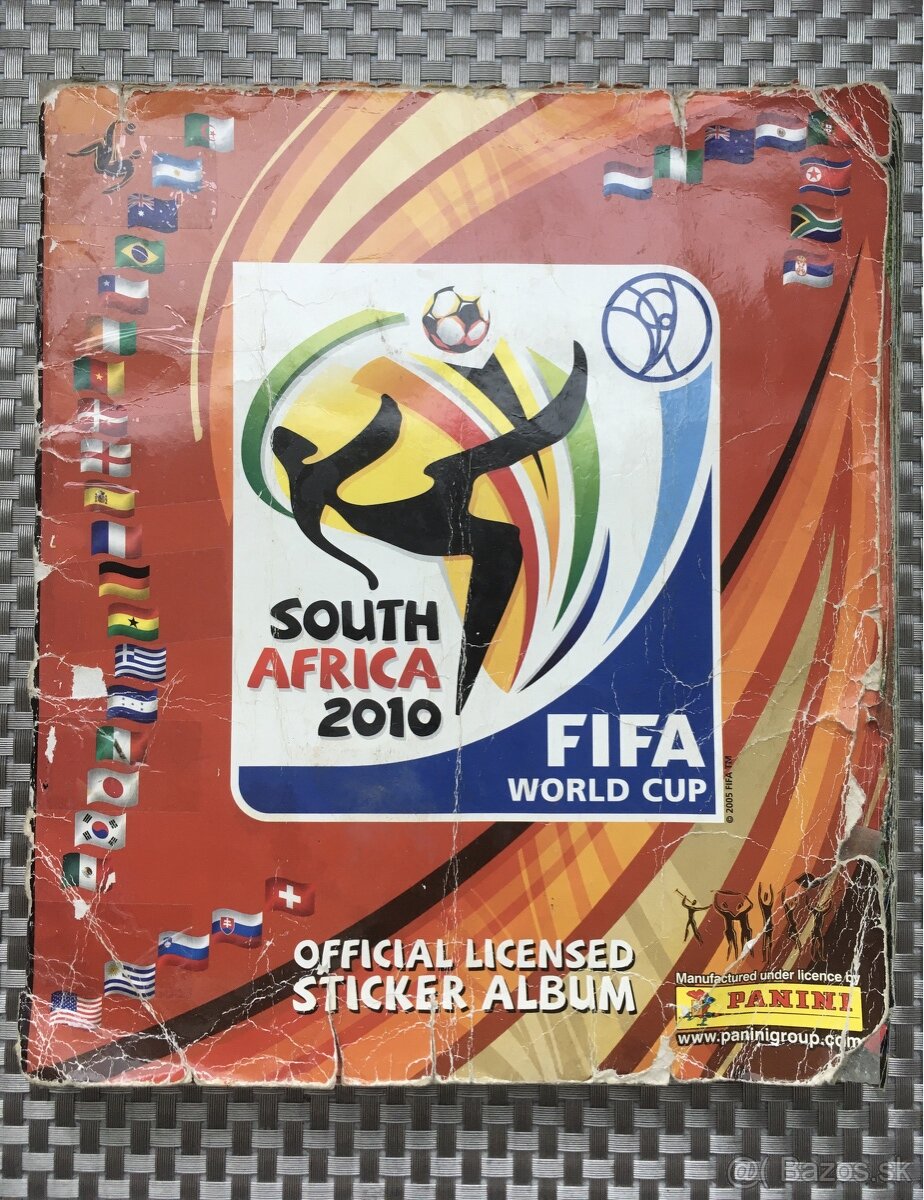 SOUTH
AFRICA
2010
FIFA
WORLD CUP
© 2005 FIFA TM
OFFICIAL LICENSED
STICKER ALBUM
Manufactured under licence by
PANINI
www.paninigroup.com
@( Bazos.sk